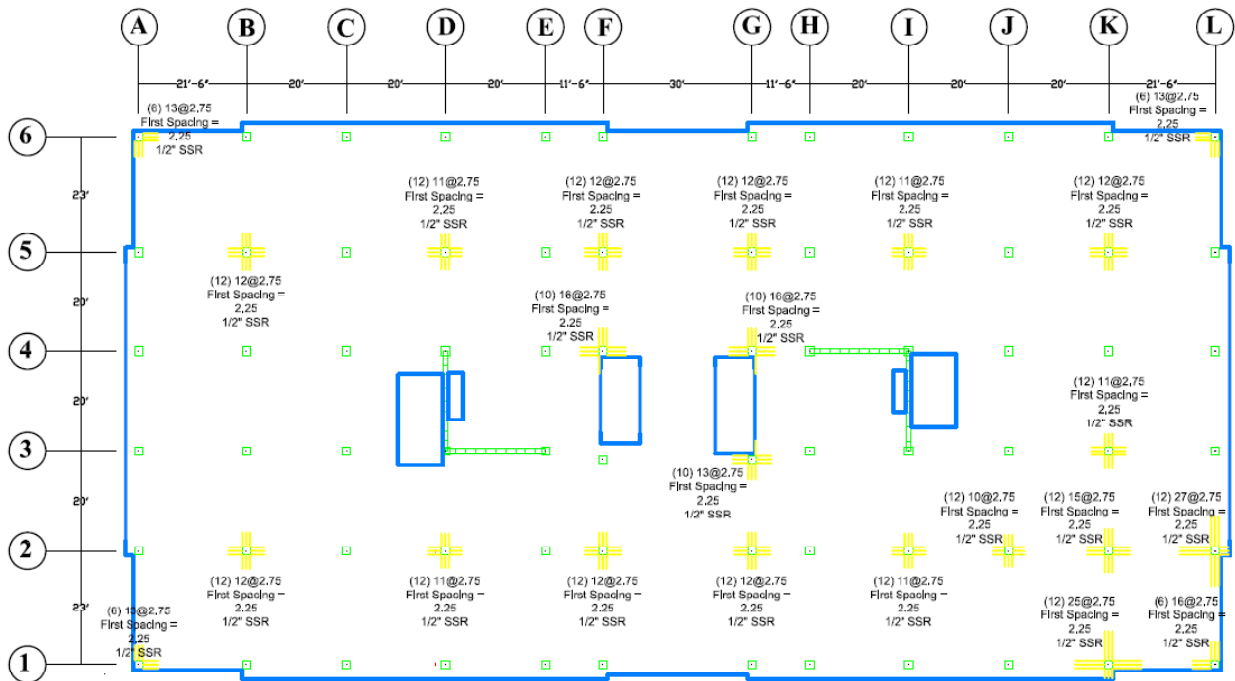 A B C D E F G H I J K L
21'-6" 20' 20' 20' 11'-6" 30' 11'-6" 20' 20' 20' 21'-6"
(6) 13@2.75
First Spacing =
2.25
1/2" SSR
(6) 13@2.75
First Spacing =
2.25
1/2" SSR
6
23'
(12) 11@2.75
First Spacing =
2.25
1/2" SSR
(12) 12@2.75
First Spacing =
2.25
1/2" SSR
(12) 12@2.75
First Spacing =
2.25
1/2" SSR
(12) 11@2.75
First Spacing =
2.25
1/2" SSR
(12) 12@2.75
First Spacing =
2.25
1/2" SSR
5
(12) 12@2.75
First Spacing =
2.25
1/2" SSR
20'
(10) 16@2.75
First Spacing =
2.25
1/2" SSR
(10) 16@2.75
First Spacing =
2.25
1/2" SSR
4
20'
(12) 11@2.75
First Spacing =
2.25
1/2" SSR
3
(10) 13@2.75
First Spacing =
2.25
1/2" SSR
20'
(12) 10@2.75
First Spacing =
2.25
1/2" SSR
(12) 15@2.75
First Spacing =
2.25
1/2" SSR
(12) 27@2.75
First Spacing =
2.25
1/2" SSR
2
(12) 12@2.75
First Spacing =
2.25
1/2" SSR
(12) 11@2.75
First Spacing =
2.25
1/2" SSR
(12) 12@2.75
First Spacing =
2.25
1/2" SSR
(12) 12@2.75
First Spacing =
2.25
1/2" SSR
(12) 11@2.75
First Spacing =
2.25
1/2" SSR
23'
(6)
First Spacing =
2.25
1/2" SSR
(12) 25@2.75
First Spacing =
2.25
1/2" SSR
(6) 16@2.75
First Spacing =
2.25
1/2" SSR
1